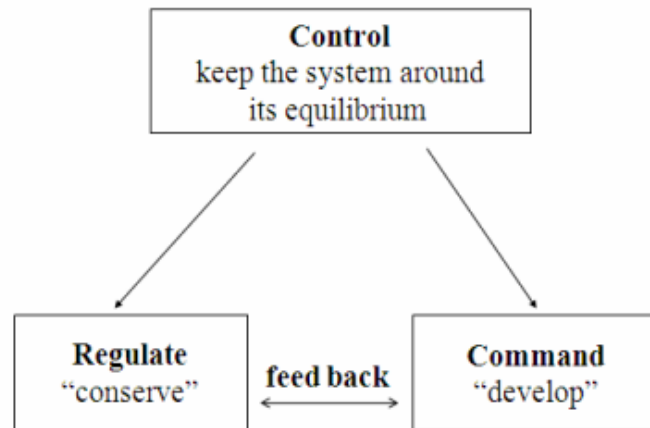 Control
keep the system around
its equilibrium
Regulate
“conserve”
feed back
Command
“develop”